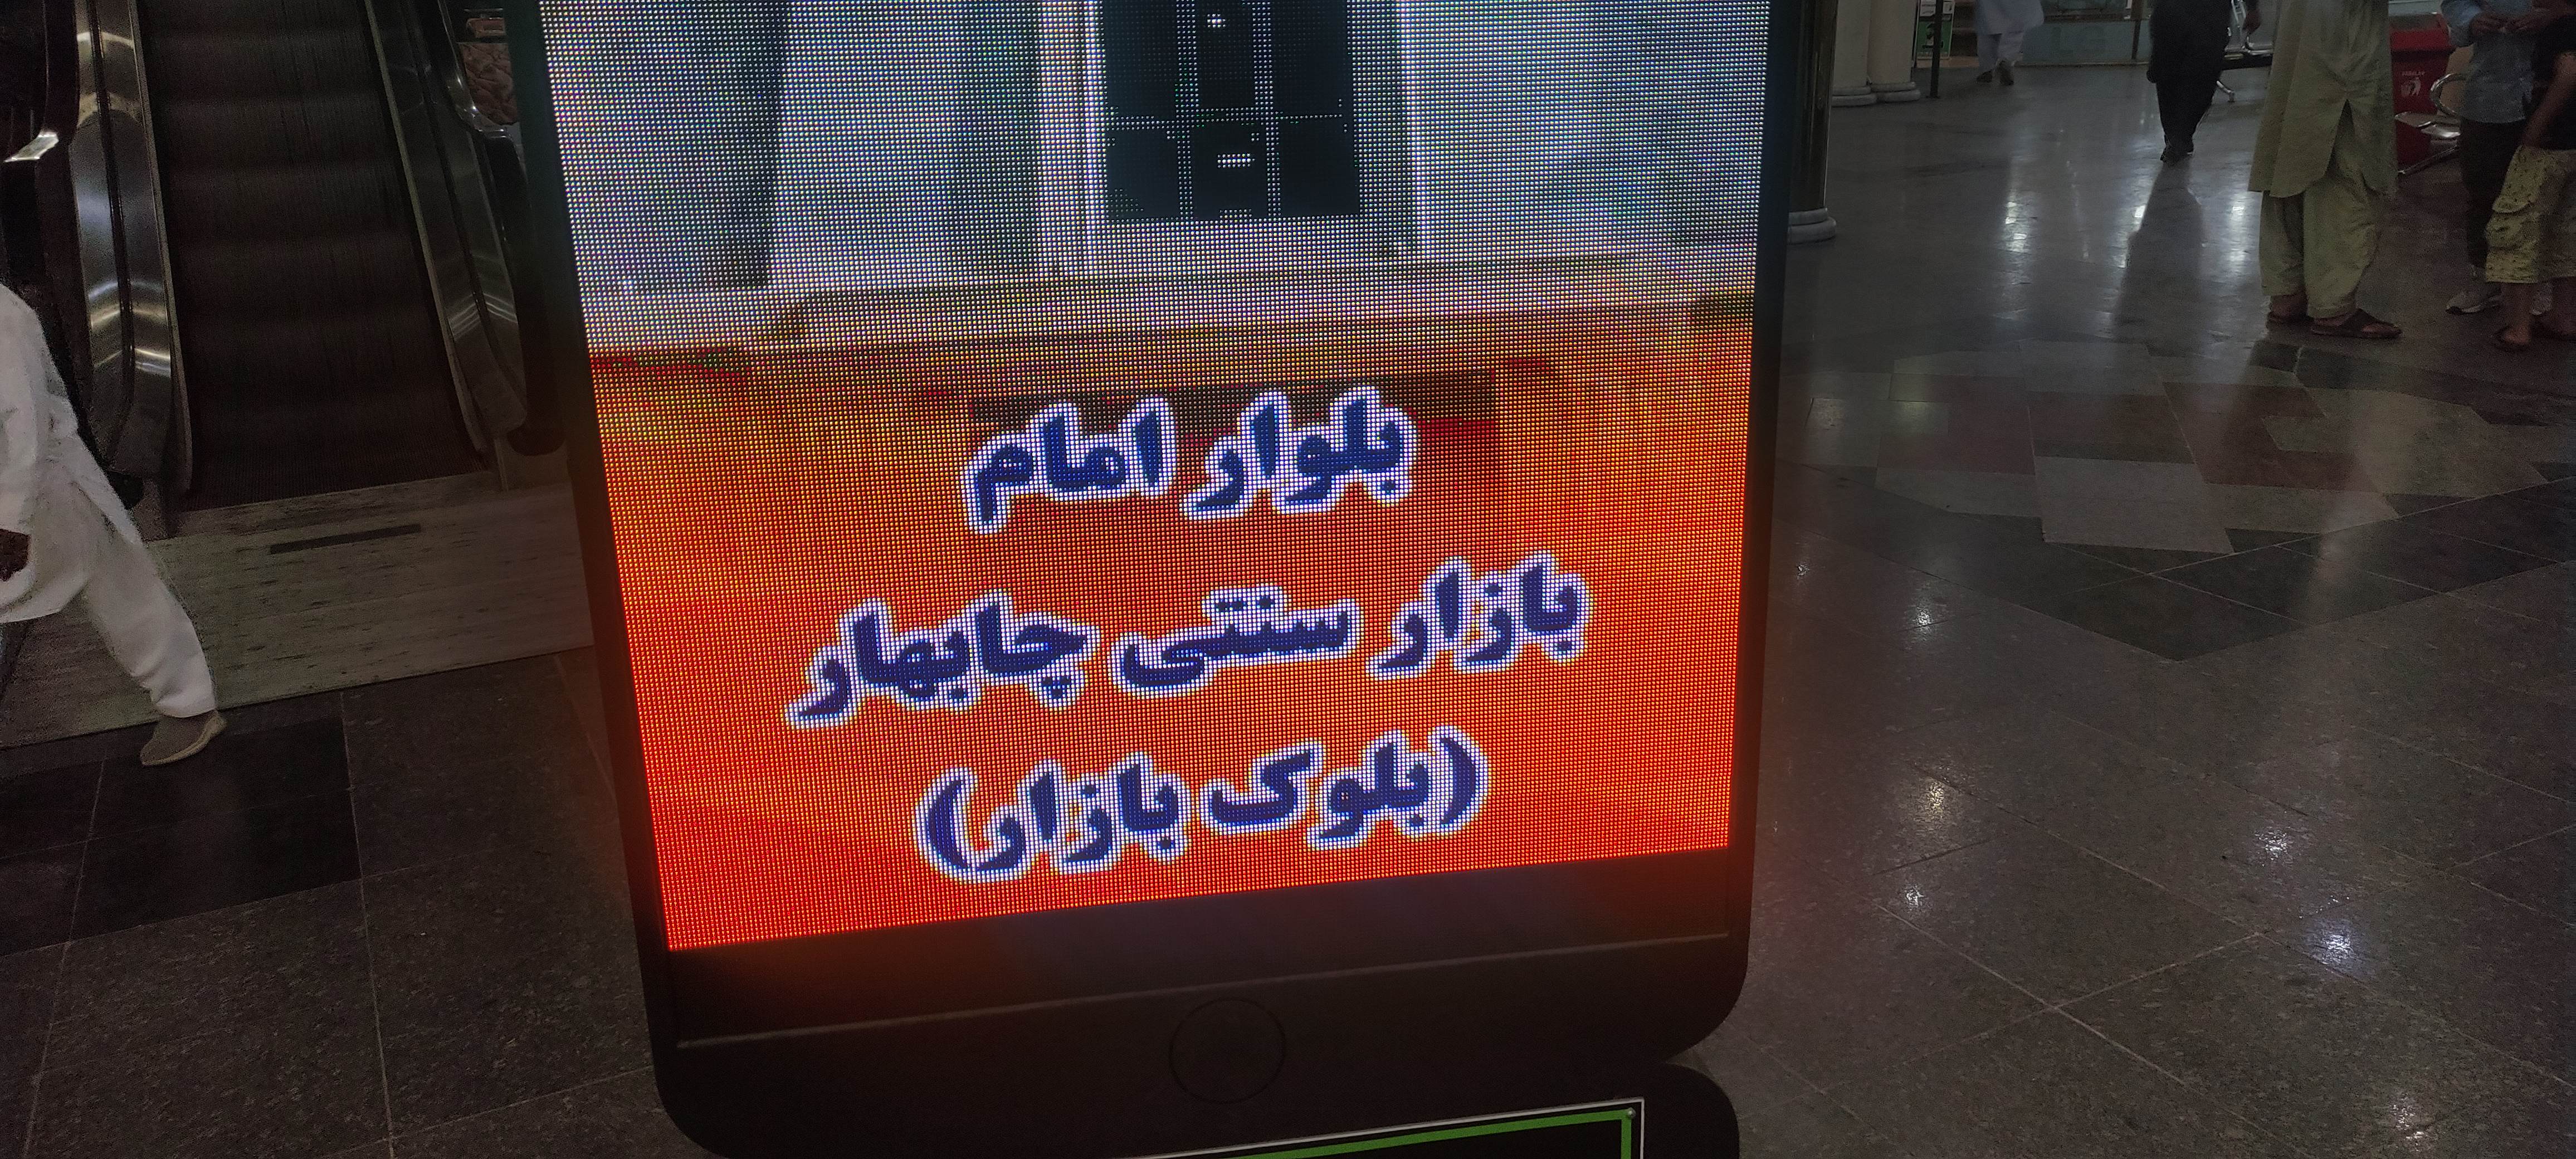 بلوار امام
بازار سنتی چابهار
(بلوک بازار)